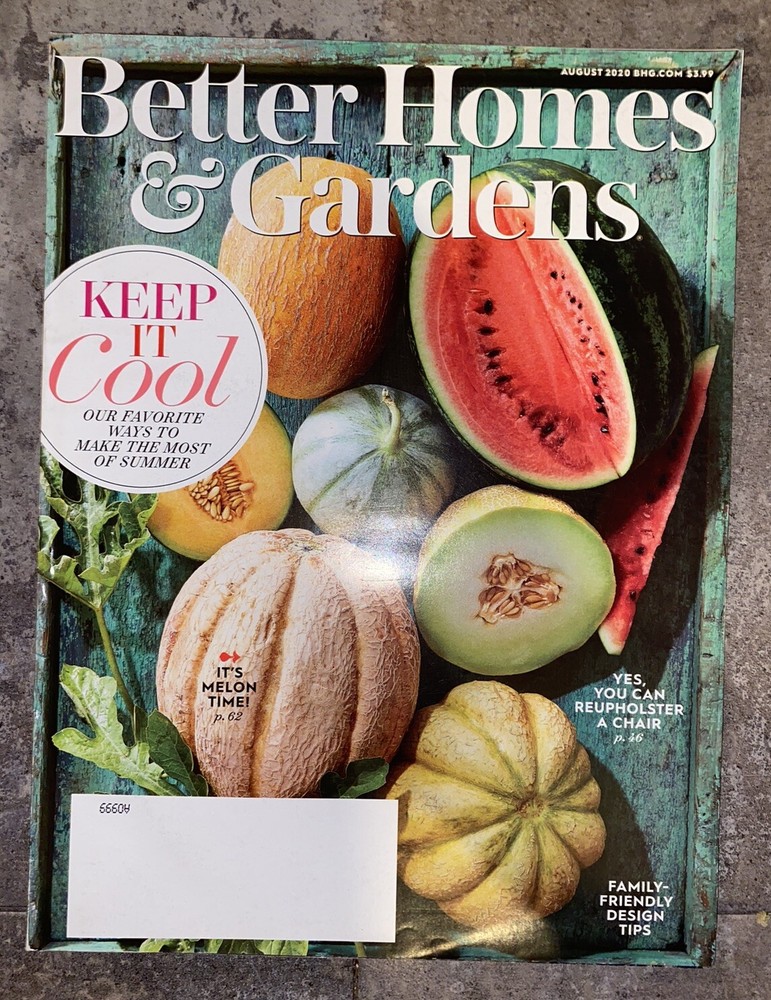 AUGUST 2020 BHG.COM $3.99
Better Homes
& Gardens
KEEP
IT
Cool
OUR FAVORITE
WAYS TO
MAKE THE MOST
OF SUMMER
IT'S
MELON
TIME!
p. 62
YES,
YOU CAN
REUPHOLSTER
A CHAIR
p. 46
FAMILY-
FRIENDLY
DESIGN
TIPS